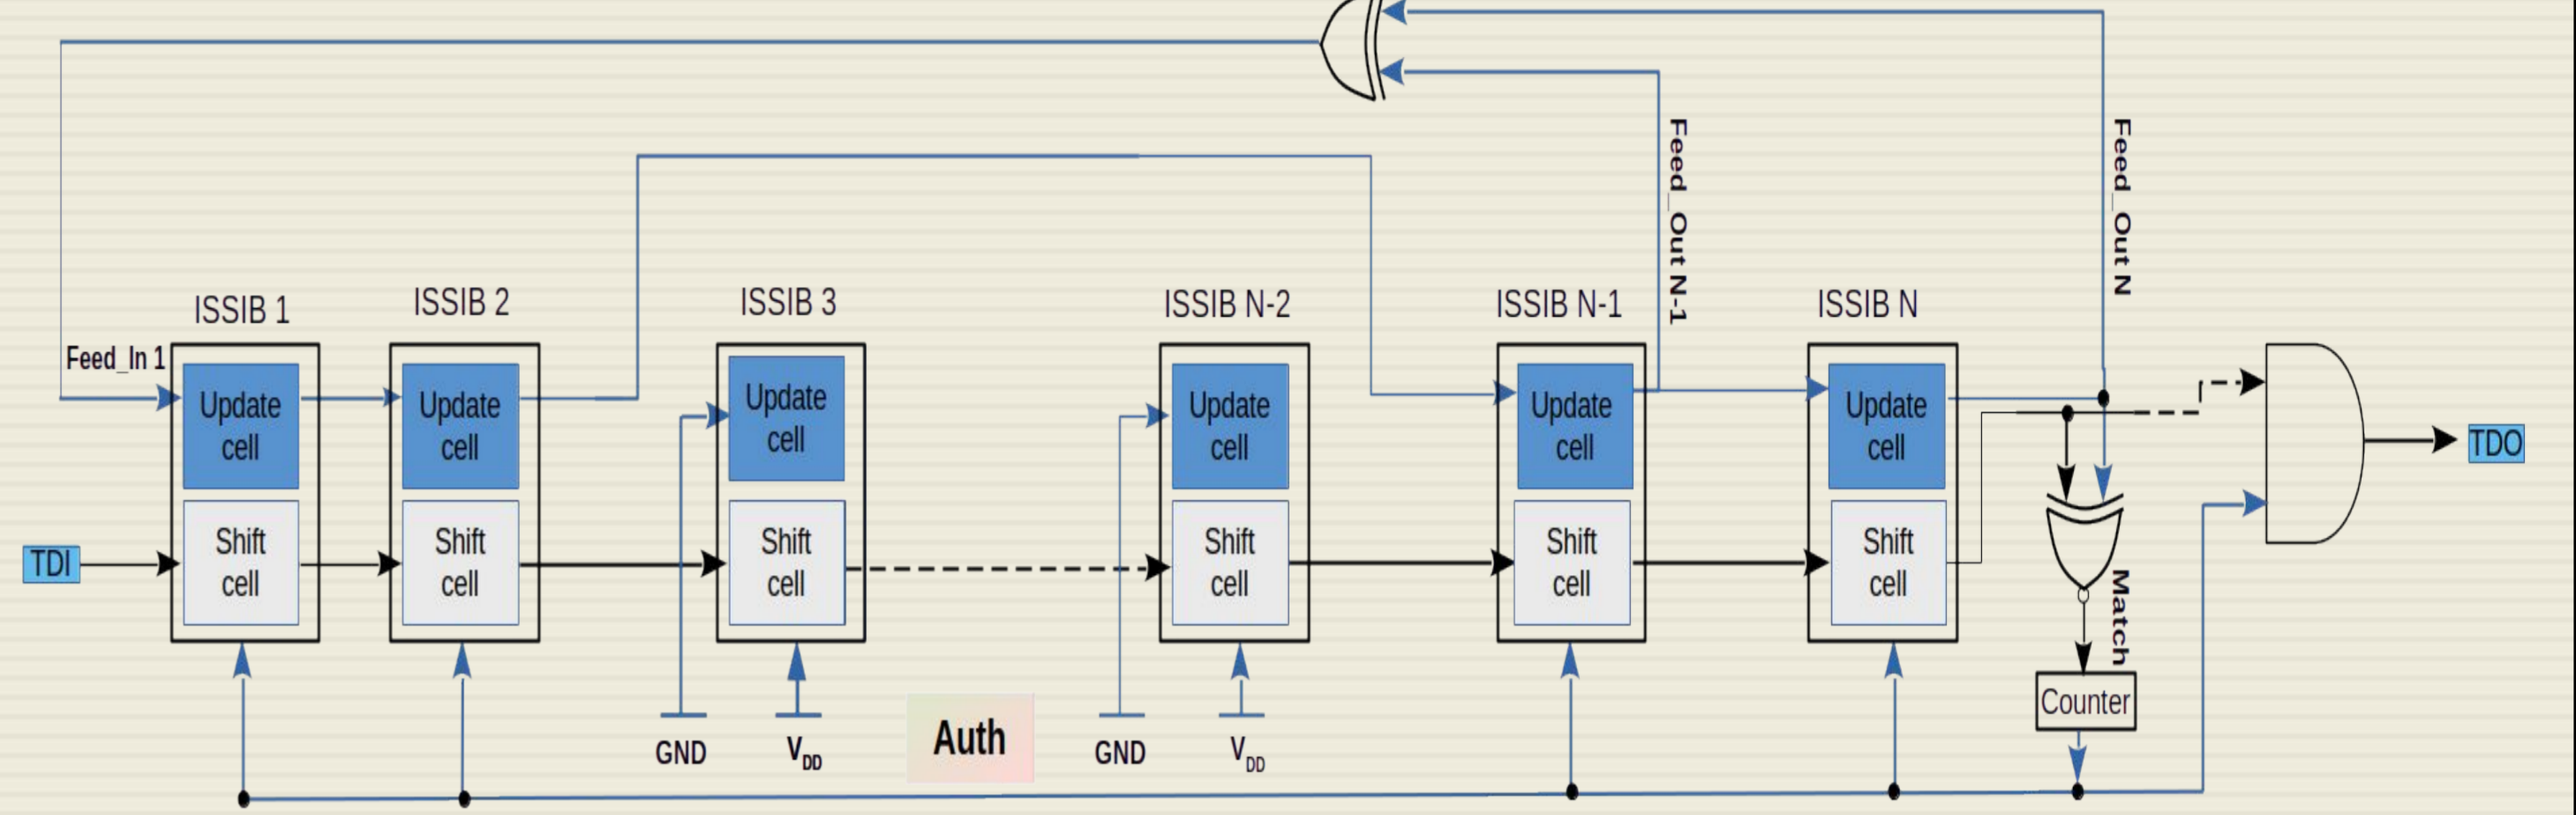 Feed_Out N-1
Feed_Out N
ISSIB 1
ISSIB 2
ISSIB 3
ISSIB N-2
ISSIB N-1
ISSIB N
Feed_In 1
Update
cell
Update
cell
Update
cell
Update
cell
Update
cell
Update
cell
TDO
TDI
Shift
cell
Shift
cell
Shift
cell
Shift
cell
Shift
cell
Shift
cell
Match
Counter
GND
VDD
Auth
GND
VDD